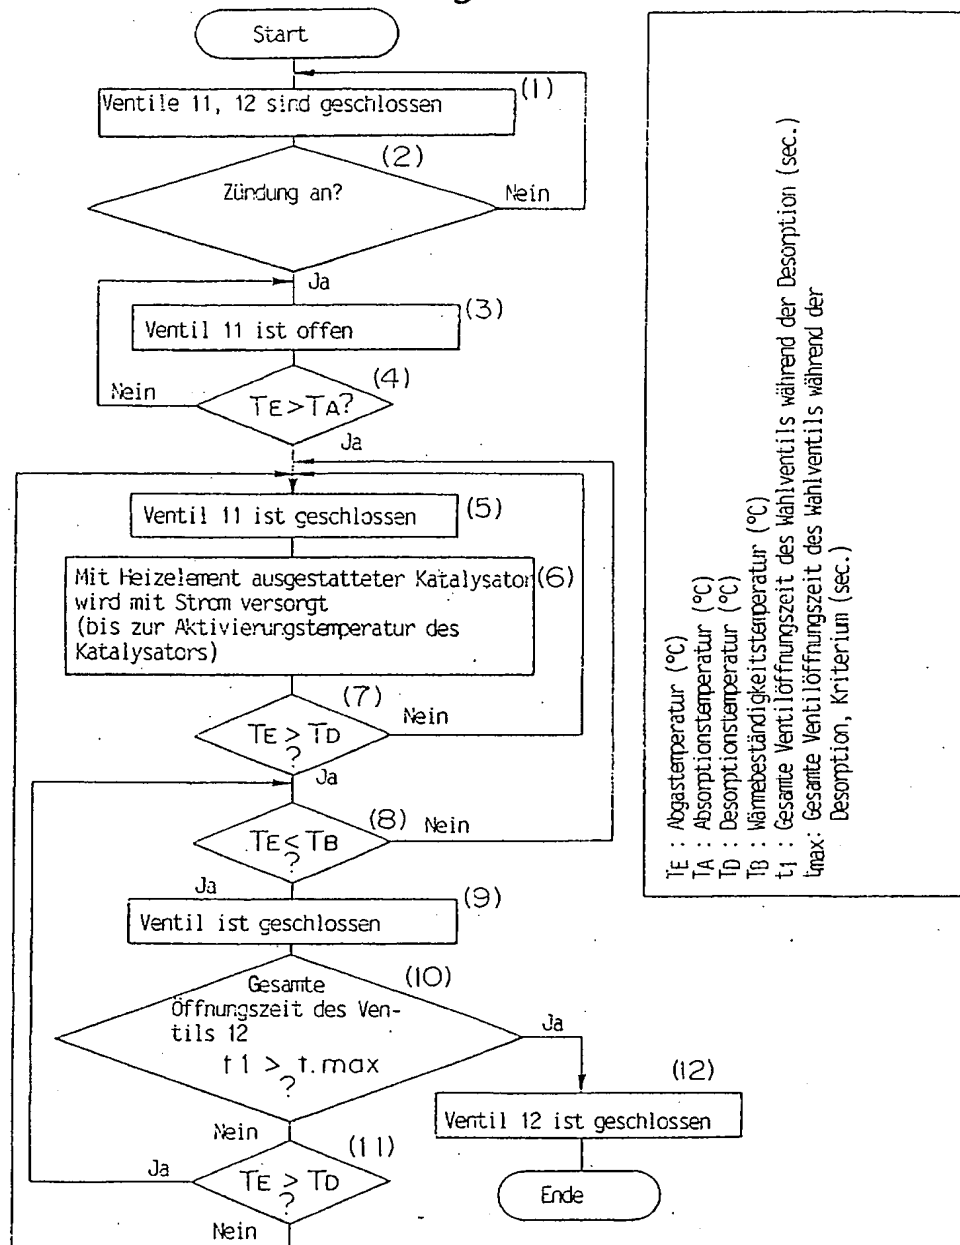 Start
(1)
Ventile 11, 12 sind geschlossen
(2)
Zündung an?
Nein
Ja
(3)
Ventil 11 ist offen
(4)
Nein
TE>TA?
Ja
(5)
Ventil 11 ist geschlossen
Mit Heizelement ausgestatteter Katalysator (6)
wird mit Strom versorgt
(bis zur Aktivierungstemperatur des
Katalysators)
(7)
Nein
TE > TD
?
Ja
(8) Nein
TE ≤ TB
?
Ja
(9)
Ventil ist geschlossen
(10)
Gesamte
Öffnungszeit des Ven-
tils 12
t1 > t.max
?
Ja
(12)
Ventil 12 ist geschlossen
Nein
(11)
Ja
TE > TD
?
Ende
Nein
TE : Abgastemperatur (°C)
TA : Absorptionstemperatur (°C)
TD : Desorptionstemperatur (°C)
TB : Wärmebeständigkeitstemperatur (°C)
t1 : Gesamte Ventilöffnungszeit des Wahlventils während der Desorption (sec.)
tmax: Gesamte Ventilöffnungszeit des Wahlventils während der
Desorption, Kriterium (sec.)